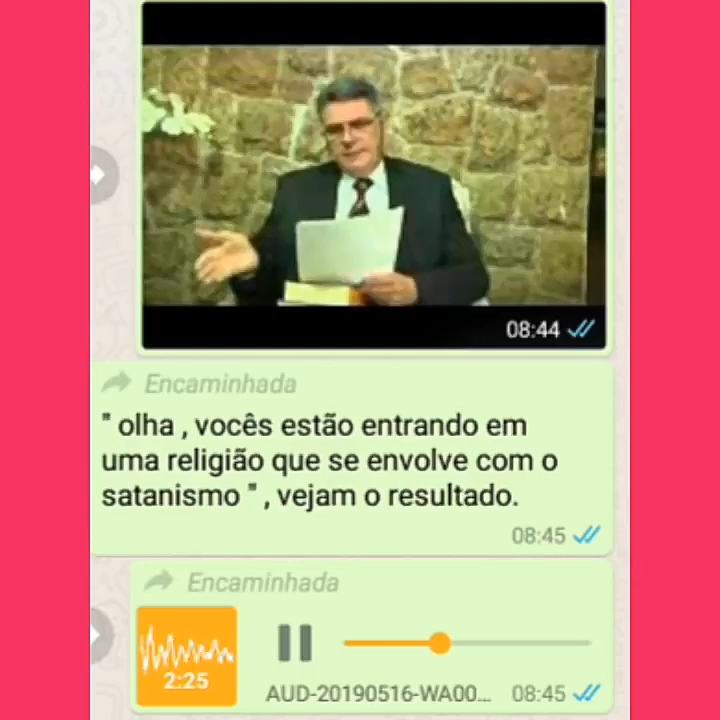 08:44
Encaminhada
" olha , vocês estão entrando em
uma religião que se envolve com o
satanismo " , vejam o resultado.
08:45
Encaminhada
2:25
AUD-20190516-WA00... 08:45